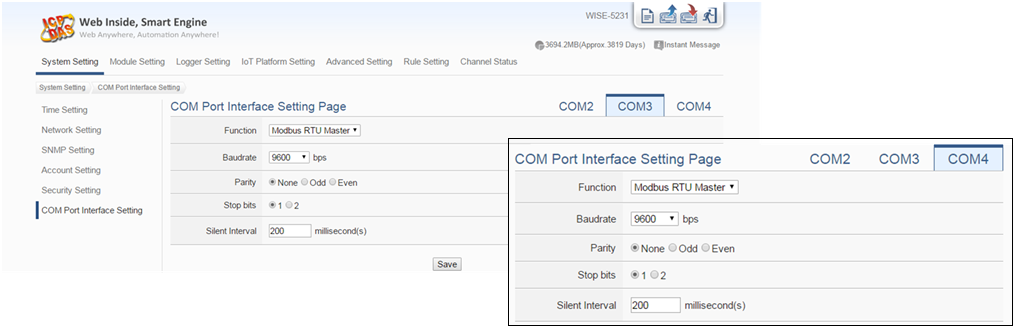 WISE-5231
ICP DAS
Web Inside, Smart Engine
Web Anywhere, Automation Anywhere!
3694.2MB(Approx.3819 Days) Instant Message
System Setting Module Setting Logger Setting IoT Platform Setting Advanced Setting Rule Setting Channel Status
System Setting COM Port Interface Setting
Time Setting
Network Setting
SNMP Setting
Account Setting
Security Setting
COM Port Interface Setting
COM Port Interface Setting Page COM2 COM3 COM4
Function Modbus RTU Master
Baudrate 9600 bps
Parity None Odd Even
Stop bits 1 2
Silent Interval 200 millisecond(s)
Save
COM Port Interface Setting Page COM2 COM3 COM4
Function Modbus RTU Master
Baudrate 9600 bps
Parity None Odd Even
Stop bits 1 2
Silent Interval 200 millisecond(s)